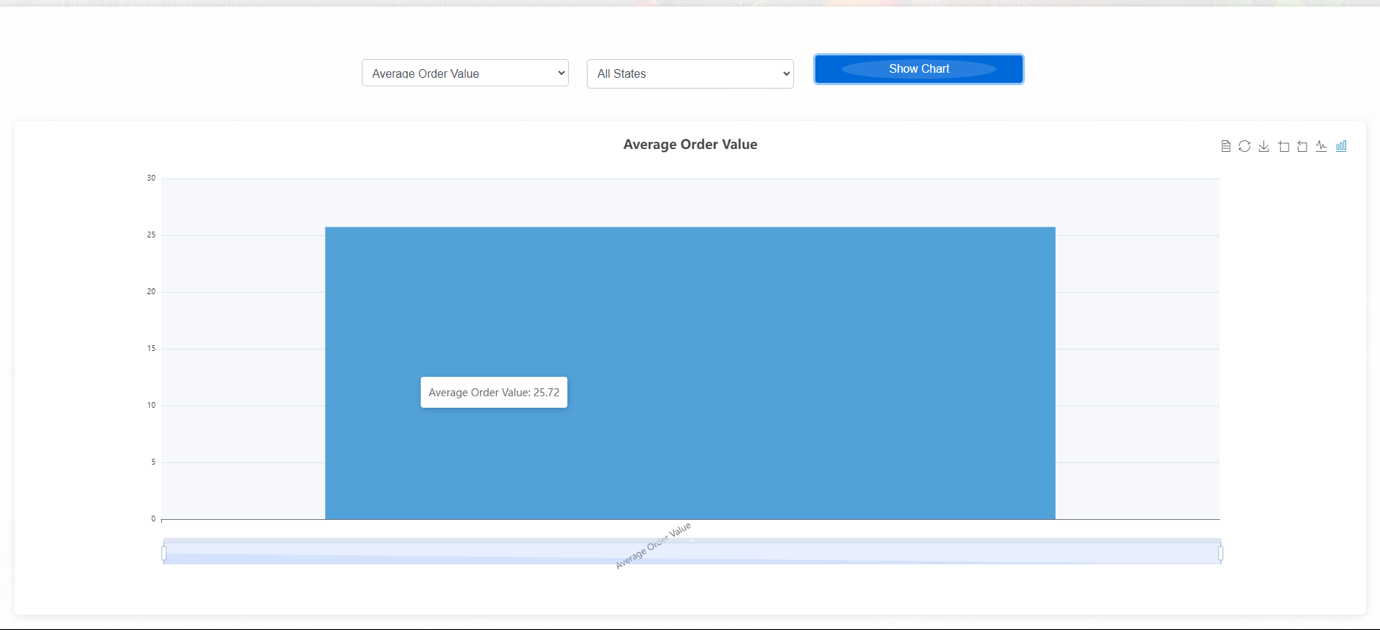 Average Order Value
All States
Show Chart
Average Order Value
30
25
20
15
10
5
0
Average Order Value: 25.72
Average Order Value